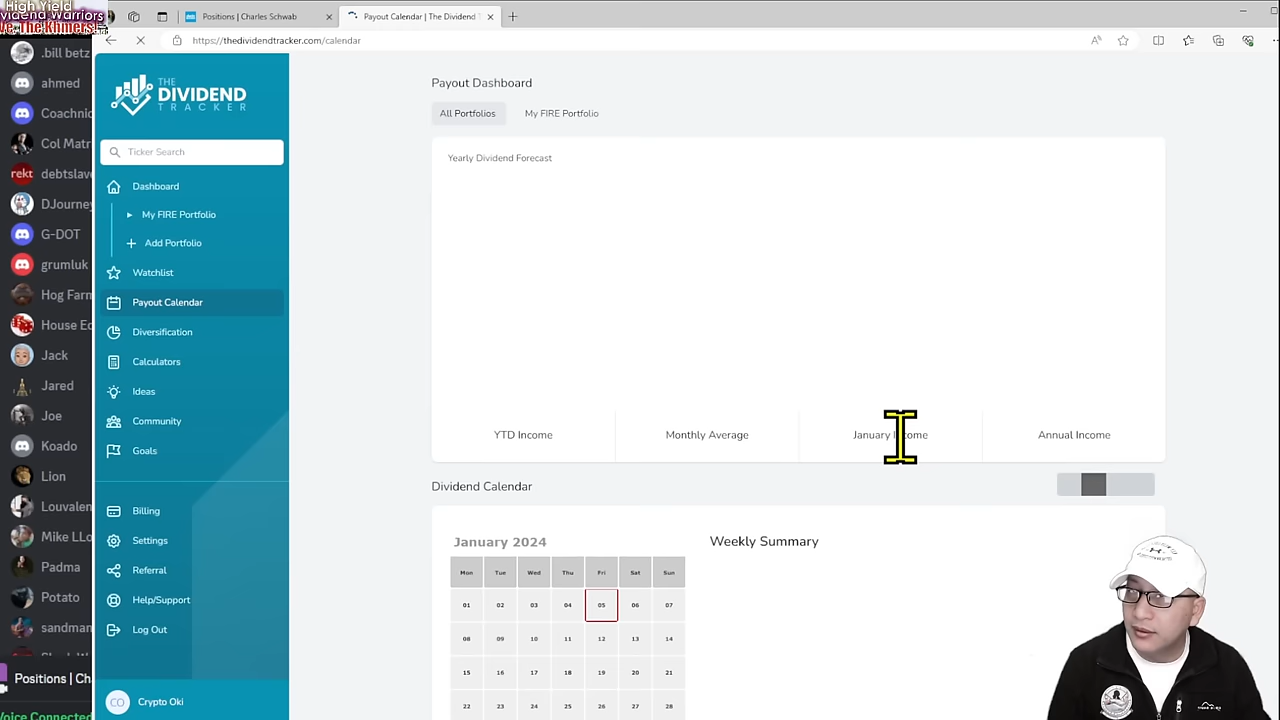 High Yield
Dividend Warriors
.bill betz
ahmed
Coachnic
Col Matr
debtslave
DJourney
G-DOT
grumluk
Hog Farm
House Ed
Jack
Jared
Joe
Koado
Lion
Louvalen
Mike LLo
Padma
Potato
sandman
Positions | Ch
Voice Connected
Positions | Charles Schwab
Payout Calendar | The Dividend T
https://thedividendtracker.com/calendar
THE
DIVIDEND
TRACKER
Ticker Search
Dashboard
My FIRE Portfolio
Add Portfolio
Watchlist
Payout Calendar
Diversification
Calculators
Ideas
Community
Goals
Billing
Settings
Referral
Help/Support
Log Out
CO
Crypto Oki
Payout Dashboard
All Portfolios
My FIRE Portfolio
Yearly Dividend Forecast
YTD Income
Monthly Average
January Income
Annual Income
Dividend Calendar
January 2024
Mon Tue Wed Thu Fri Sat Sun
01 02 03 04 05 06 07
08 09 10 11 12 13 14
15 16 17 18 19 20 21
22 23 24 25 26 27 28
Weekly Summary